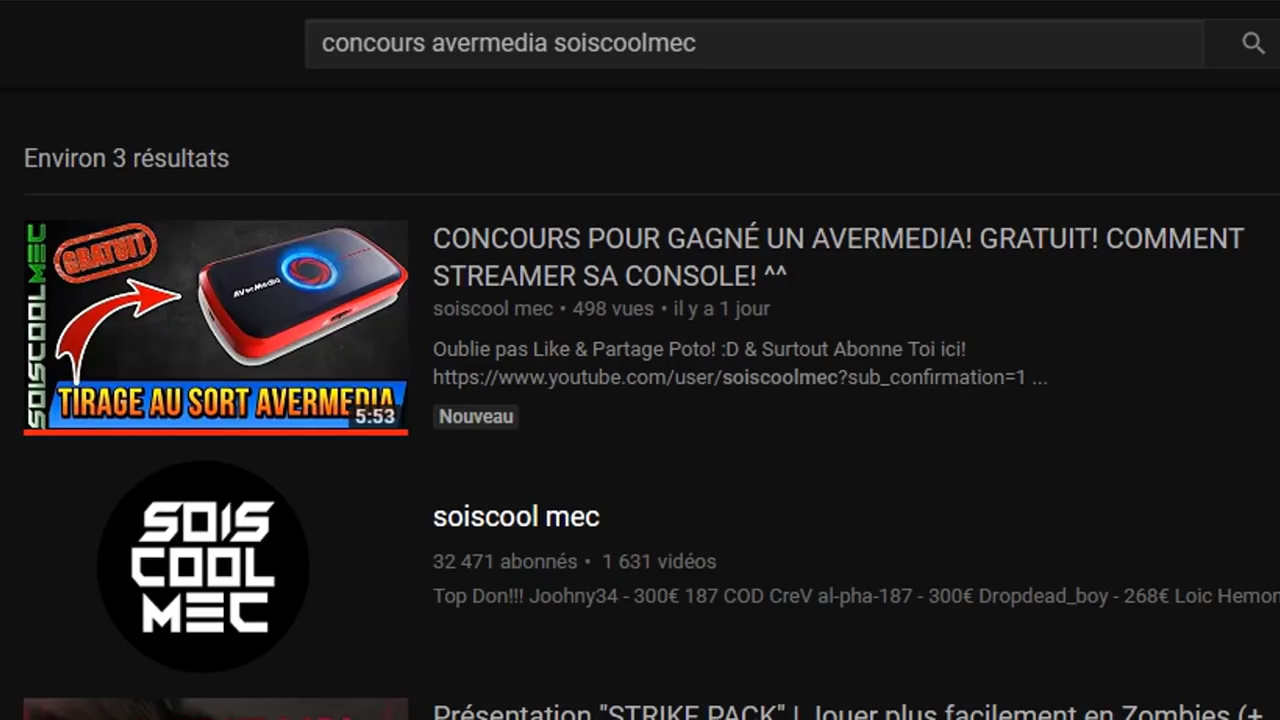 concours avermedia soiscoolmec
Environ 3 résultats
SOISCOOLMEC
GRATUIT
AVerMedia
TIRAGE AU SORT AVERMEDIA
5:53
CONCOURS POUR GAGNÉ UN AVERMEDIA! GRATUIT! COMMENT
STREAMER SA CONSOLE! ^^
soiscool mec • 498 vues • il y a 1 jour
Oublie pas Like & Partage Poto! :D & Surtout Abonne Toi ici!
https://www.youtube.com/user/soiscoolmec?sub_confirmation=1 ...
Nouveau
SOIS
COOL
MEC
soiscool mec
32 471 abonnés • 1 631 vidéos
Top Don!!! Joohny34 - 300€ 187 COD CreV al-pha-187 - 300€ Dropdead_boy - 268€ Loic Hemon
Présentation "STRIKE PACK" | Jouer plus facilement en Zombies (+